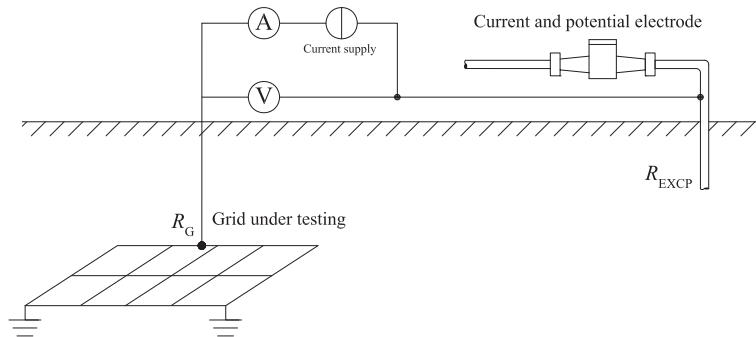 A
Current supply
Current and potential electrode
V
R_EXCP
R_G Grid under testing